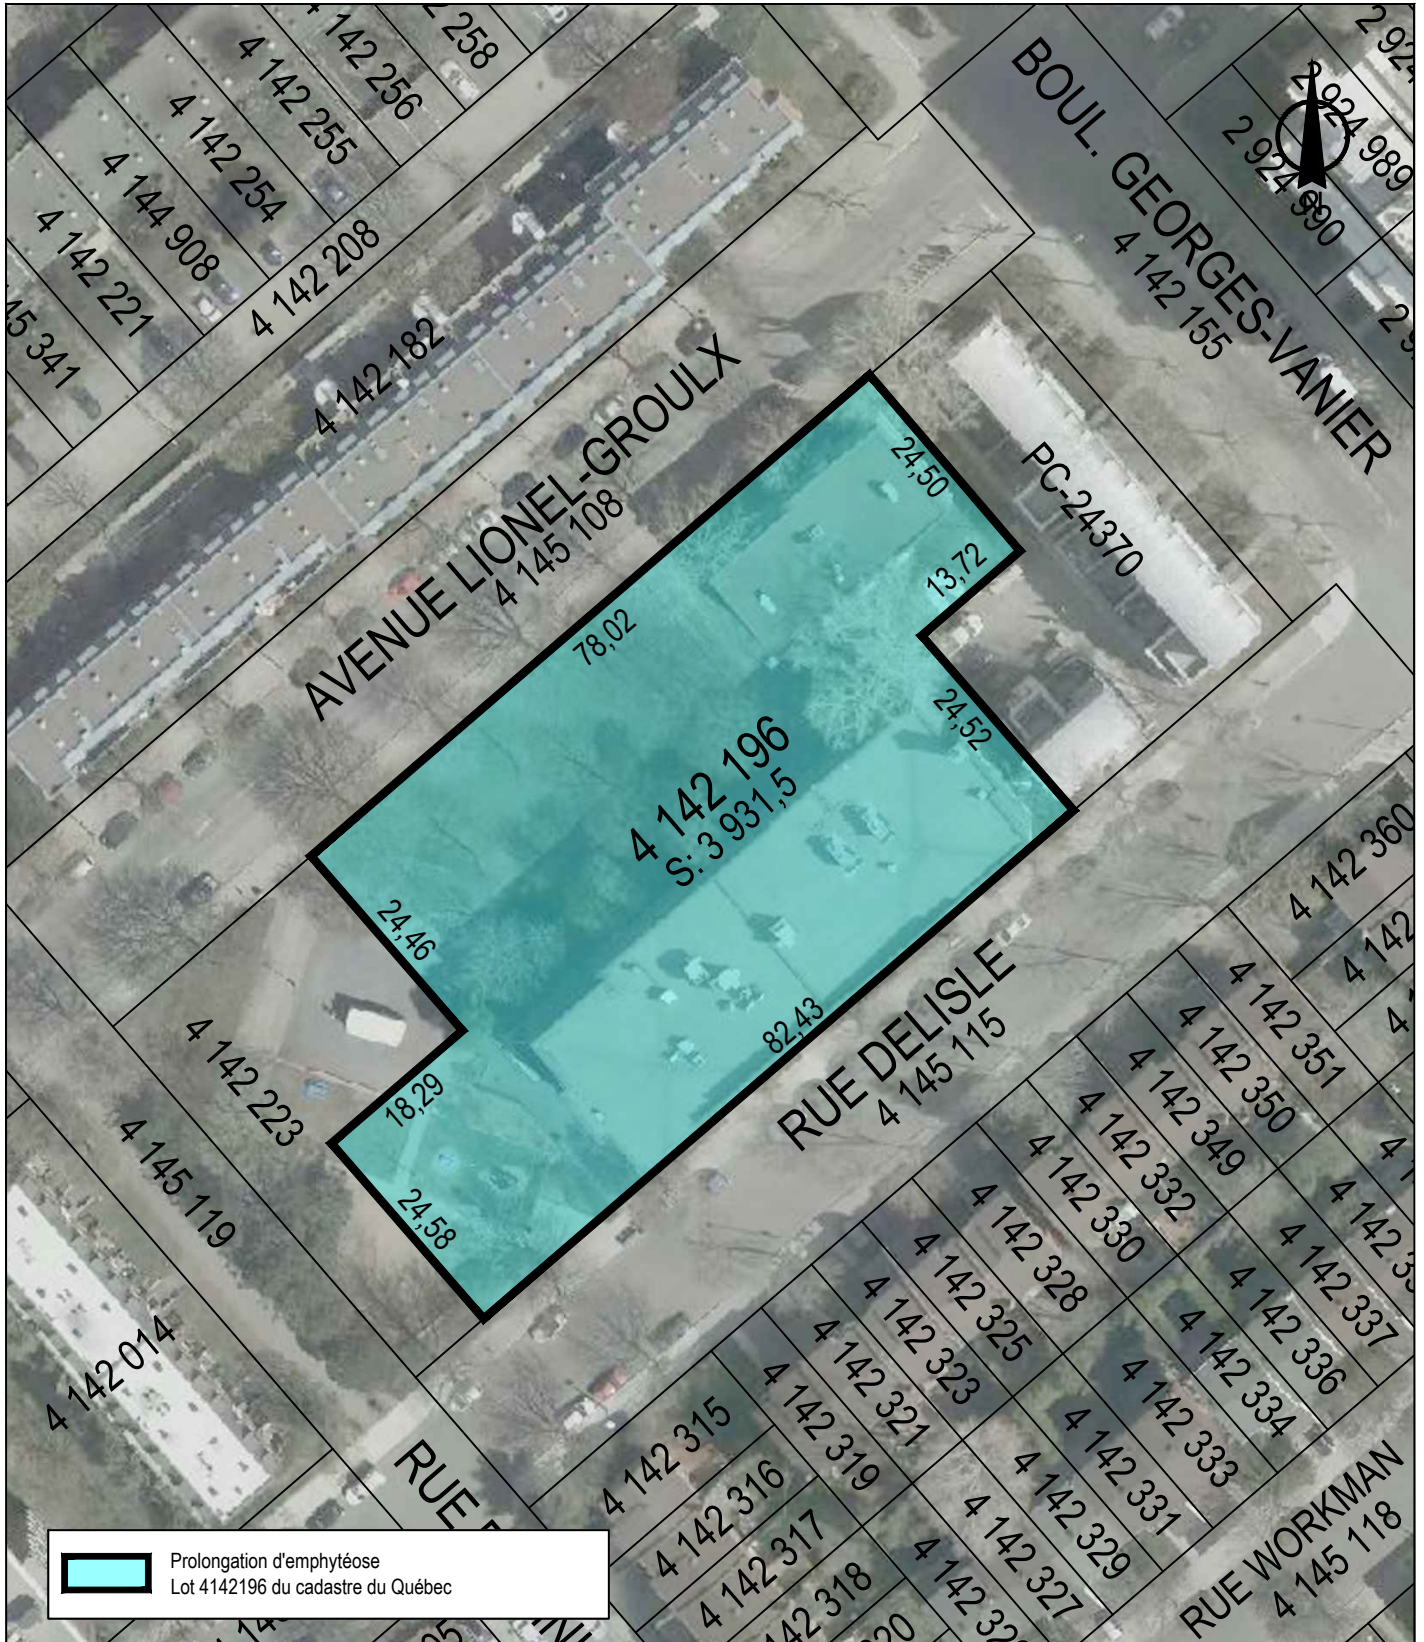 2 258
4 142 256
4 142 255
4 142 254
4 144 908
4 142 221
45 341
4 142 208
4 142 182
BOUL. GEORGES-VANIER
4 142 155
2 924 989
2 924 990
AVENUE LIONEL-GROULX
4 145 108
PC-24370
24,50
13,72
78,02
24,52
4 142 196
S: 3 931,5
24,46
82,43
18,29
24,58
RUE DELISLE
4 145 115
4 142 223
4 145 119
4 142 014
4 142 360
4 142
4 142 351
4 142 350
4 142 349
4 142 332
4 142 330
4 142 328
4 142 325
4 142 323
4 142 321
4 142 319
4 142 315
4 142 316
4 142 317
142 318
4 142 337
4 142 336
4 142 334
4 142 333
4 142 331
4 142 329
4 142 327
RUE WORKMAN
4 145 118
RUE
Prolongation d'emphytéose
Lot 4142196 du cadastre du Québec